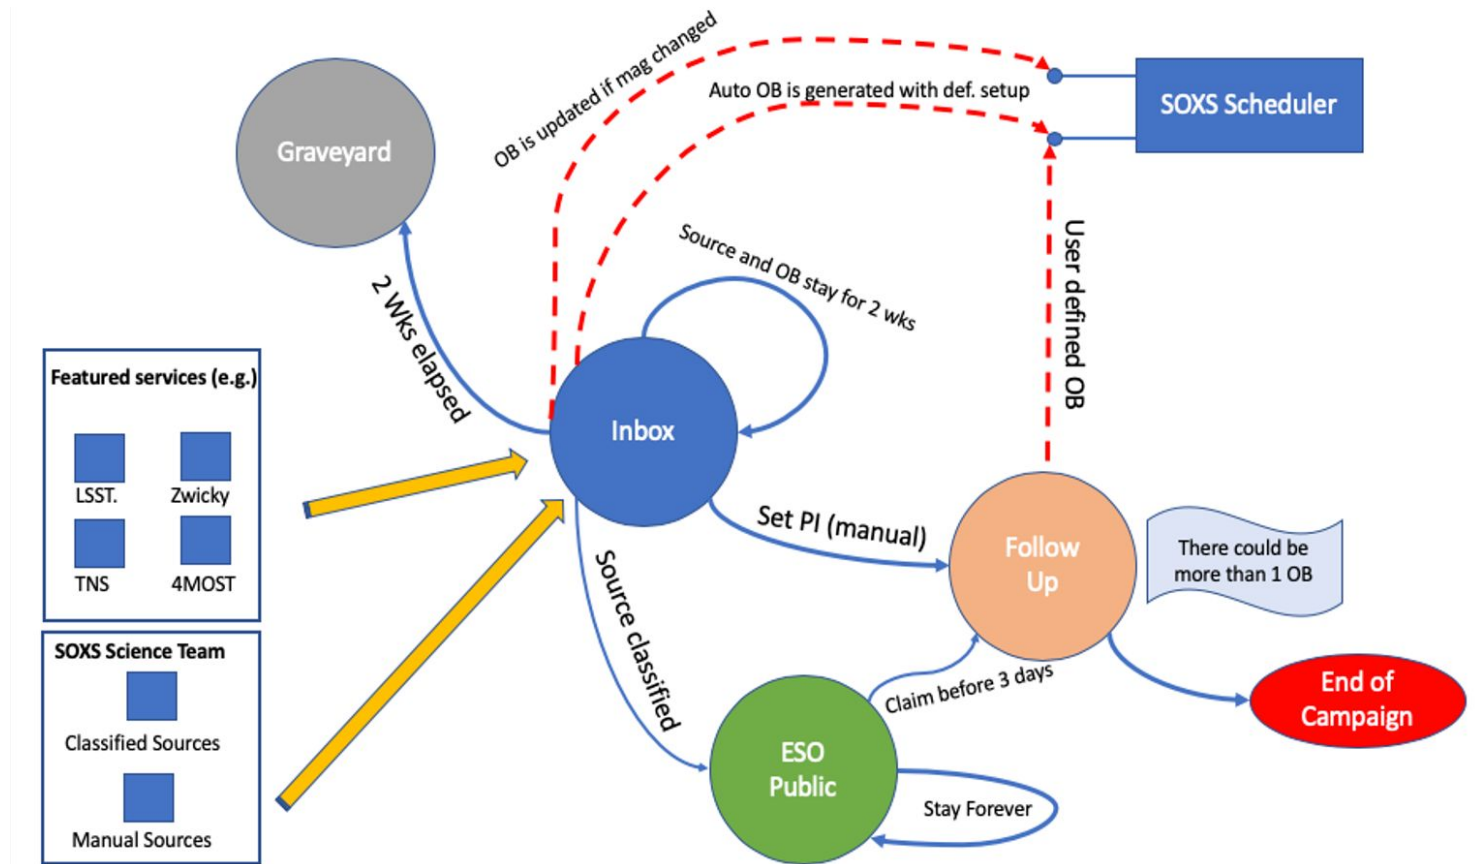 OB is updated if mag changed
Auto OB is generated with def. setup
SOXS Scheduler
Graveyard
Source and OB stay for 2 wks
User defined OB
2 Wks elapsed
Featured services (e.g.)
LSST.
Zwicky
TNS
4MOST
Inbox
Set PI (manual)
Follow
Up
There could be
more than 1 OB
Source classified
SOXS Science Team
Classified Sources
Manual Sources
Claim before 3 days
End of
Campaign
ESO
Public
Stay Forever